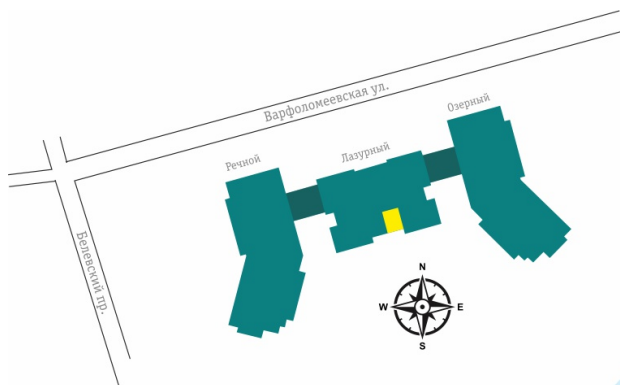 Варфоломеевская ул.
Озерный
Лазурный
Речной
Белевский пр.
N
W E
S